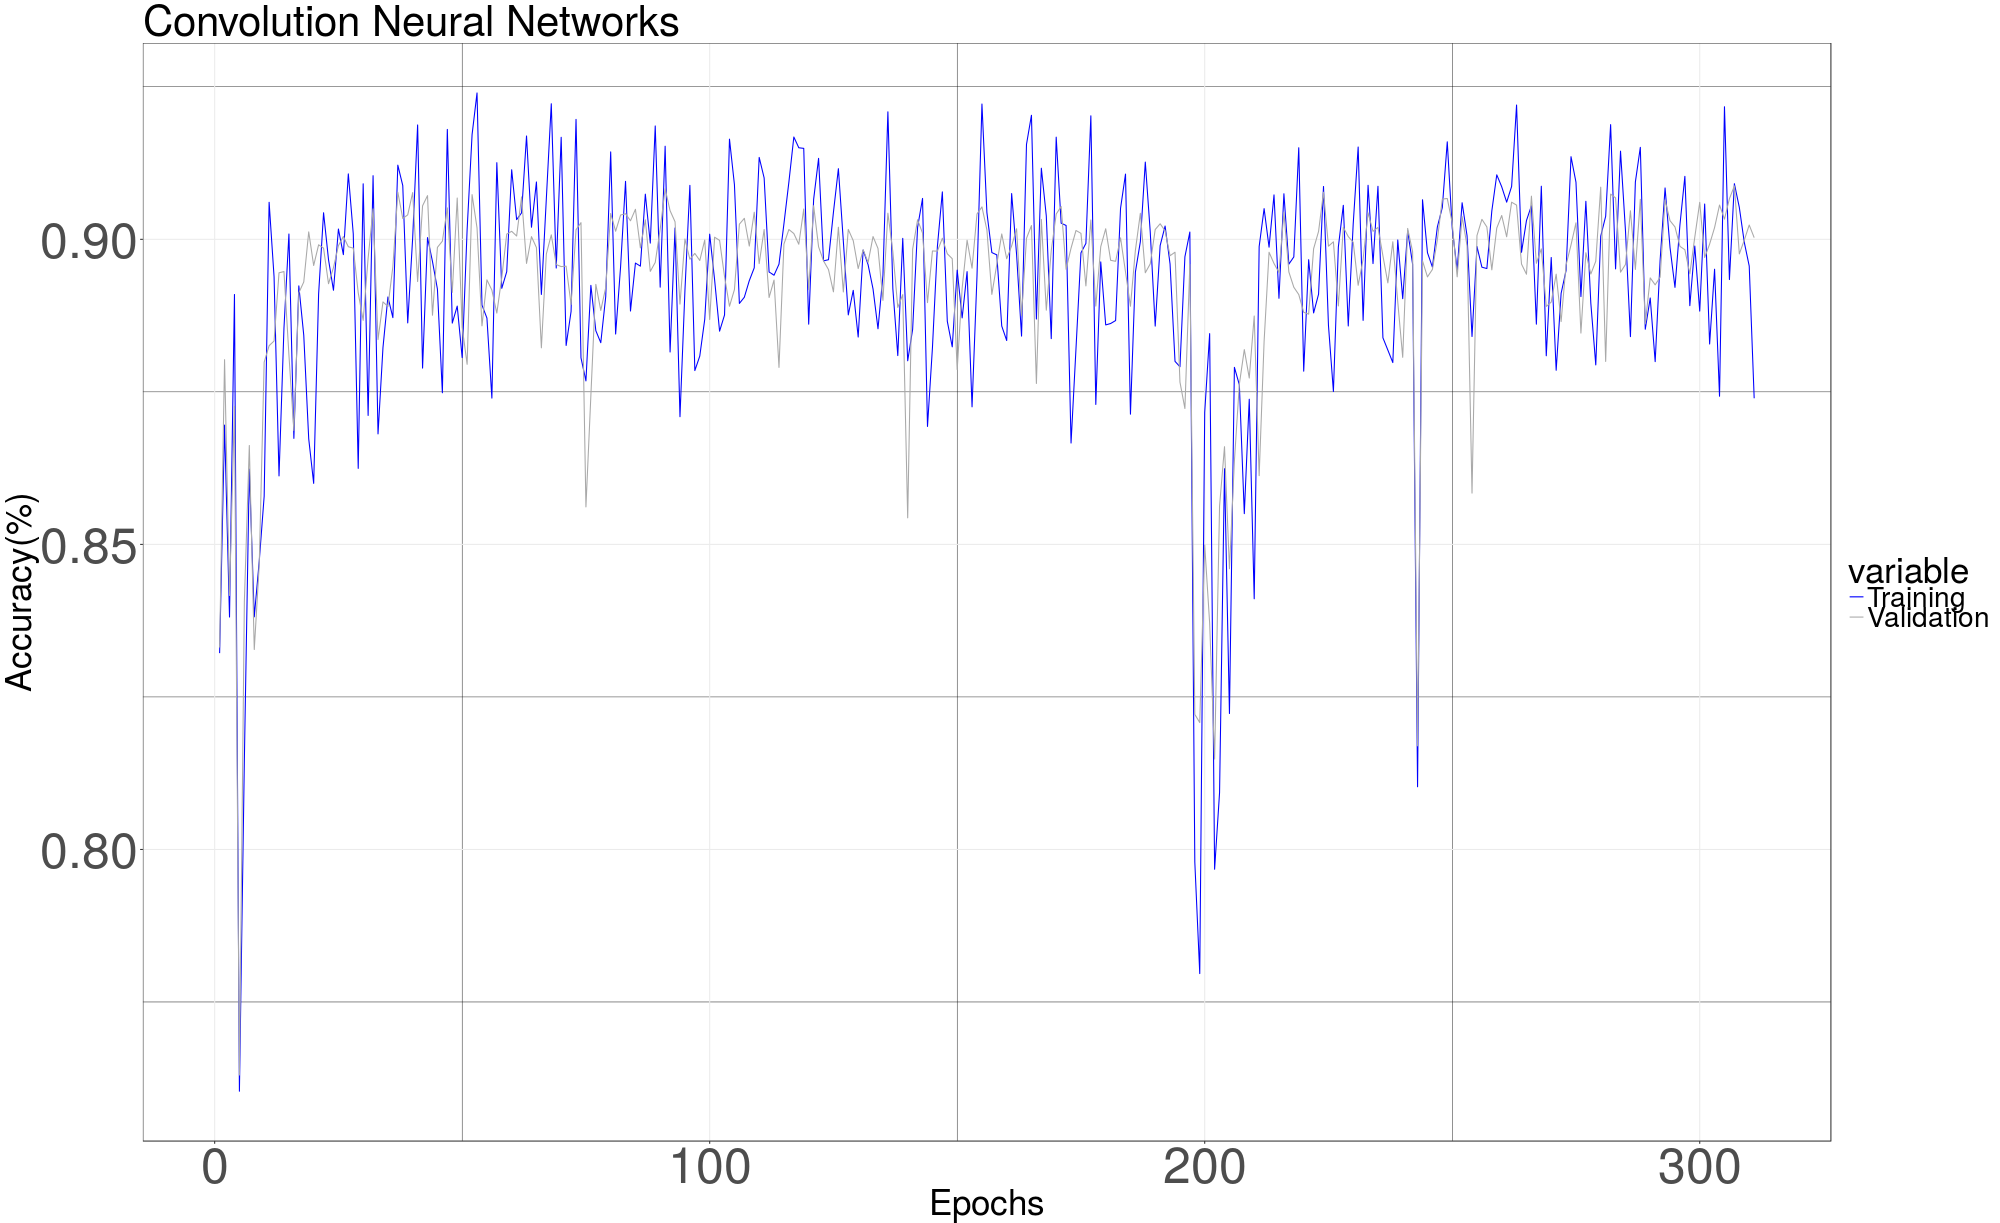 Convolution Neural Networks
Accuracy(%)
0.90
0.85
0.80
0 100 200 300
Epochs
variable
Training
Validation